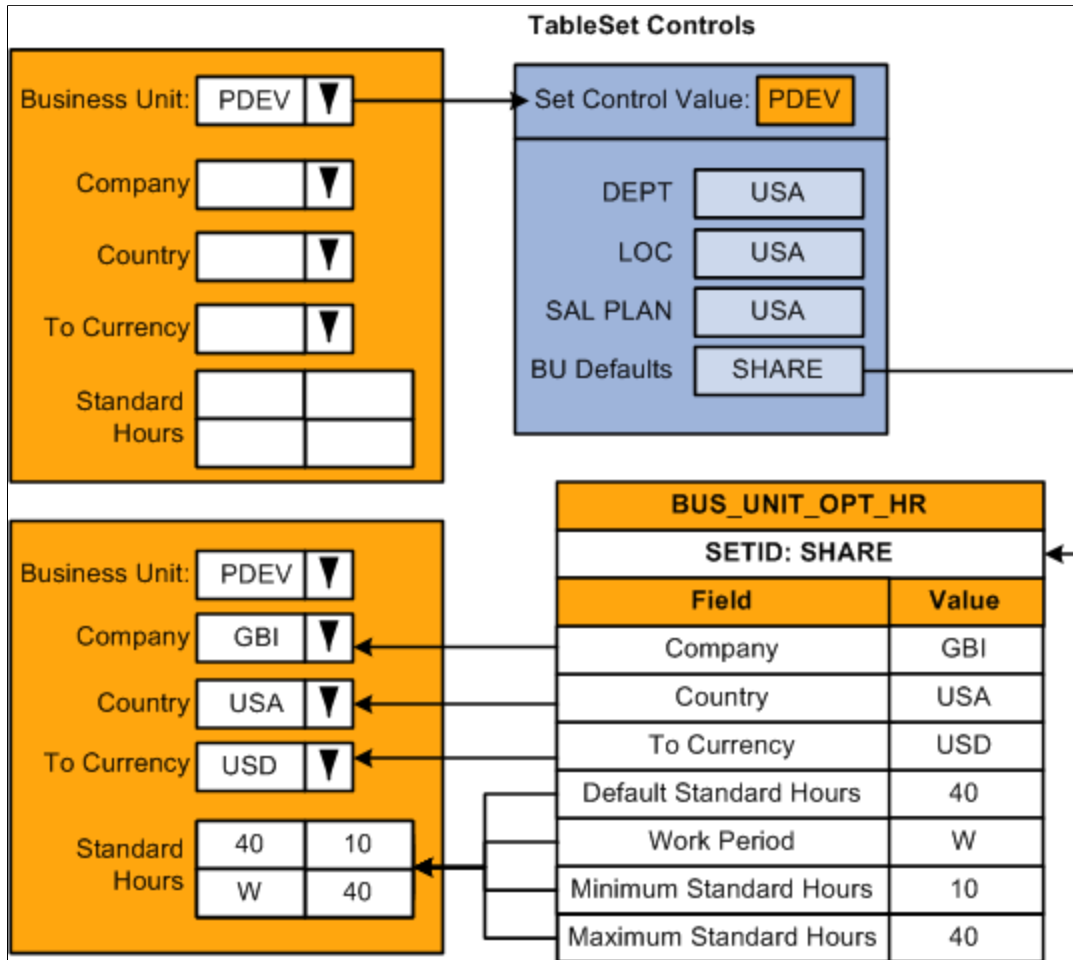 TableSet Controls
Business Unit: PDEV
Company
Country
To Currency
Standard
Hours
Set Control Value: PDEV
DEPT USA
LOC USA
SAL PLAN USA
BU Defaults SHARE
Business Unit: PDEV
Company GBI
Country USA
To Currency USD
Standard
Hours
40 10
W 40
BUS_UNIT_OPT_HR
SETID: SHARE
Field Value
Company GBI
Country USA
To Currency USD
Default Standard Hours 40
Work Period W
Minimum Standard Hours 10
Maximum Standard Hours 40